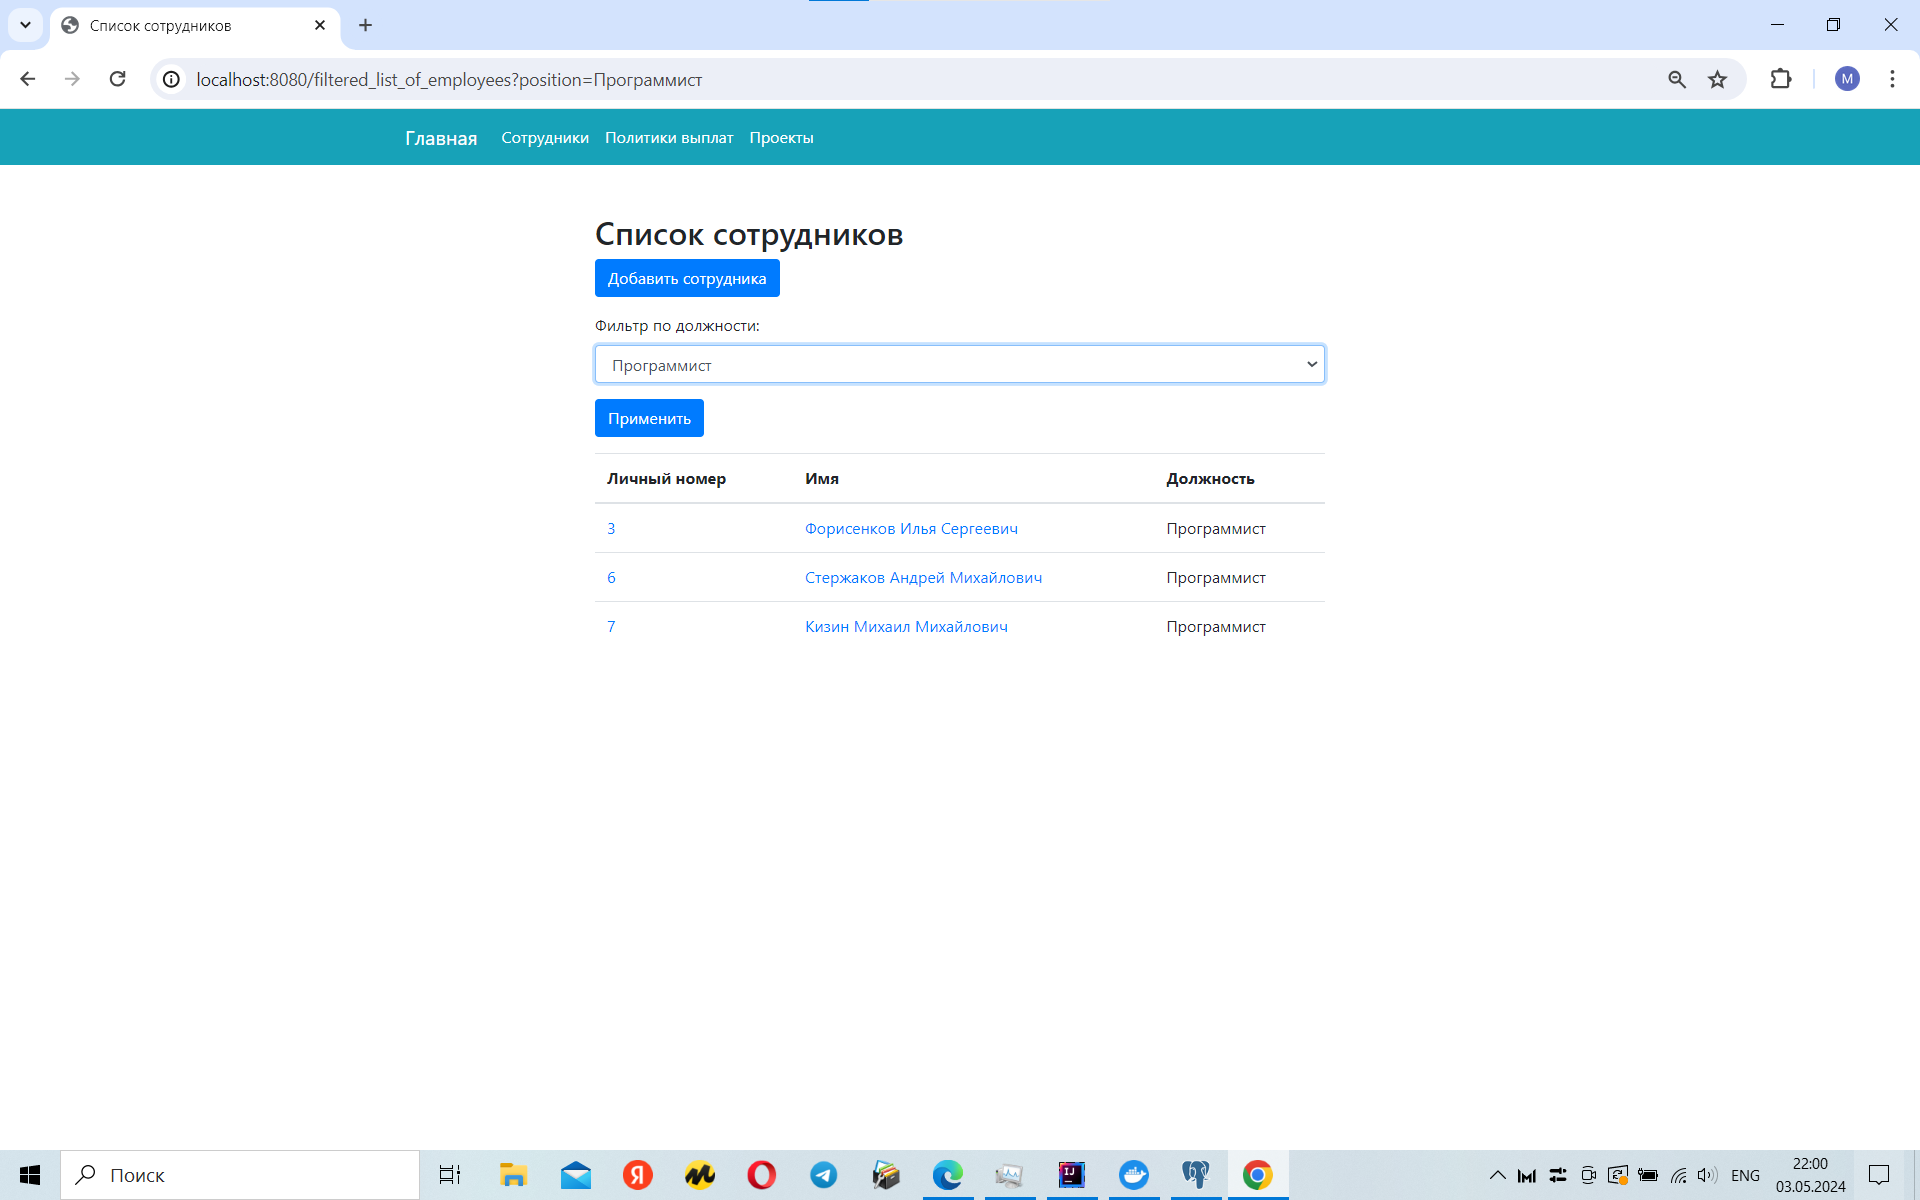 Список сотрудников
localhost:8080/filtered_list_of_employees?position=Программист
M
Главная Сотрудники Политики выплат Проекты
Список сотрудников
Добавить сотрудника
Фильтр по должности:
Программист
Применить
Личный номер Имя Должность
3 Форисенков Илья Сергеевич Программист
6 Стержаков Андрей Михайлович Программист
7 Кизин Михаил Михайлович Программист
Поиск
Я
IJ
ENG
22:00
03.05.2024